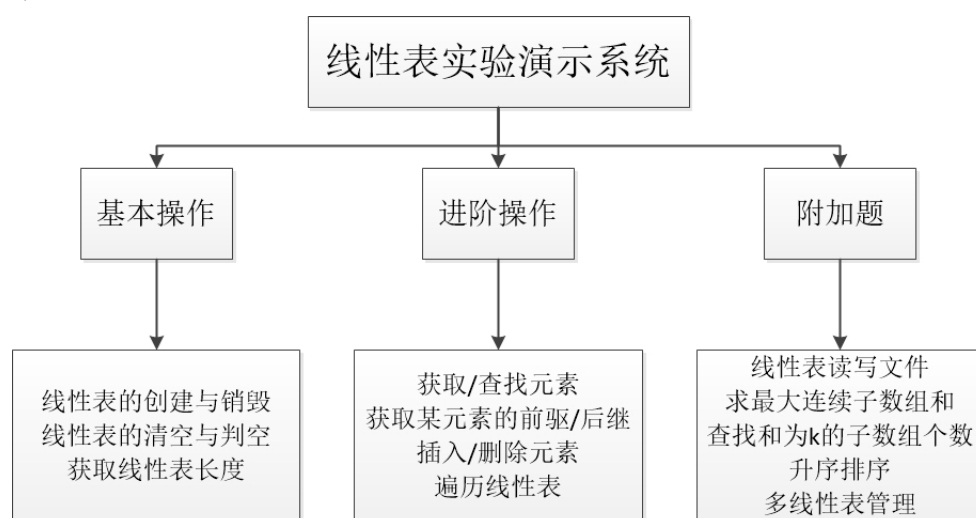 线性表实验演示系统
基本操作
进阶操作
附加题
线性表的创建与销毁
线性表的清空与判空
获取线性表长度
获取/查找元素
获取某元素的前驱/后继
插入/删除元素
遍历线性表
线性表读写文件
求最大连续子数组和
查找和为k的子数组个数
升序排序
多线性表管理